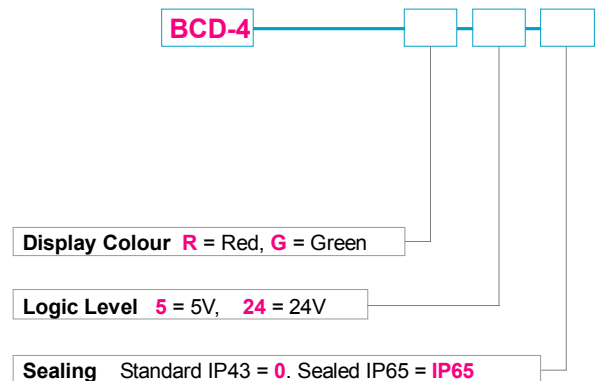 BCD-4
Display Colour R = Red, G = Green
Logic Level 5 = 5V, 24 = 24V
Sealing Standard IP43 = 0. Sealed IP65 = IP65